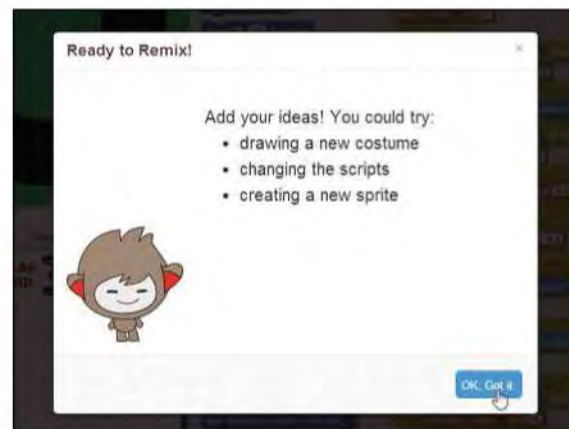 Ready to Remix!
×
Add your ideas! You could try:
• drawing a new costume
• changing the scripts
• creating a new sprite
OK, Got it